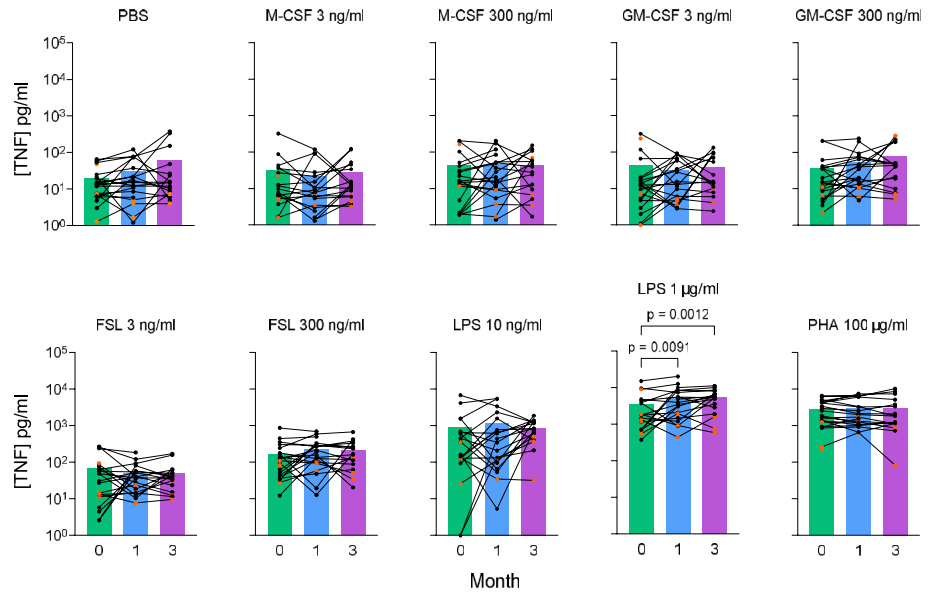 PBS
M-CSF 3 ng/ml
M-CSF 300 ng/ml
GM-CSF 3 ng/ml
GM-CSF 300 ng/ml
[TNF] pg/ml
10⁵
10⁴
10³
10²
10¹
10⁰
LPS 1 µg/ml
FSL 3 ng/ml
FSL 300 ng/ml
LPS 10 ng/ml
p = 0.0012
PHA 100 µg/ml
p = 0.0091
[TNF] pg/ml
10⁵
10⁴
10³
10²
10¹
10⁰
0 1 3
0 1 3
0 1 3
0 1 3
0 1 3
Month